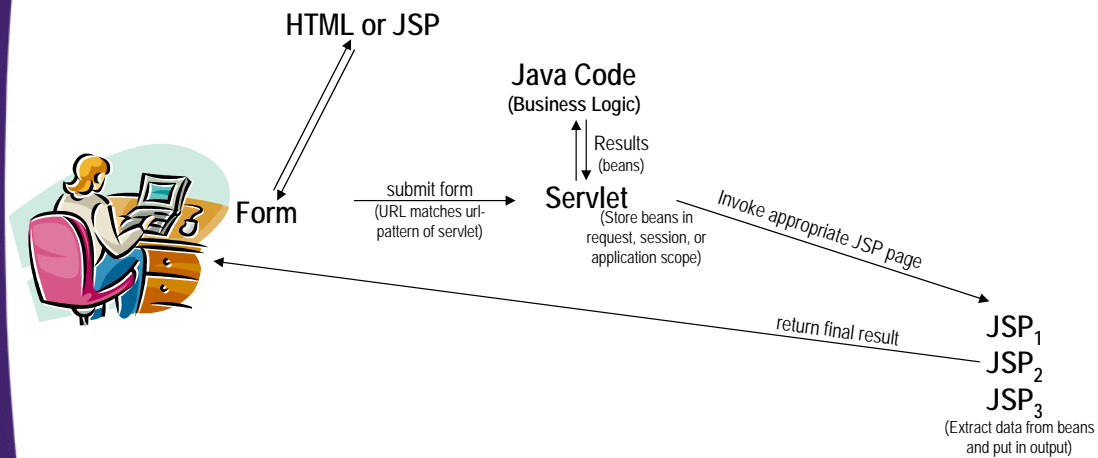 HTML or JSP
Java Code
(Business Logic)
Results
(beans)
Form
submit form
(URL matches url-
pattern of servlet)
Servlet
(Store beans in
request, session, or
application scope)
Invoke appropriate JSP page
return final result
JSP1
JSP2
JSP3
(Extract data from beans
and put in output)